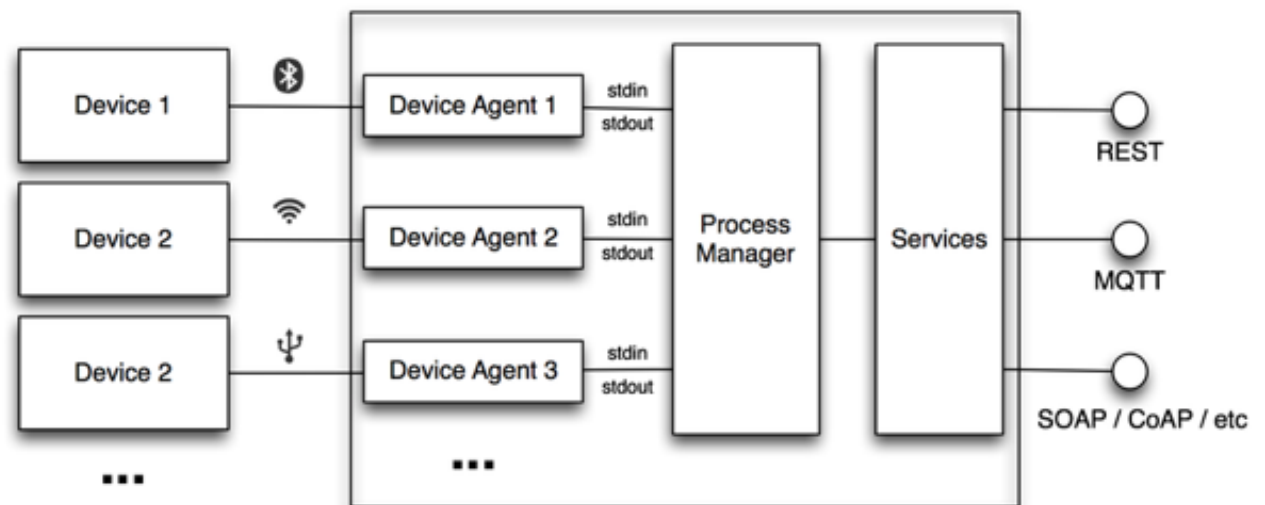 Device 1
Device Agent 1
stdin
stdout
REST
Device 2
Device Agent 2
stdin
stdout
Process
Manager
Services
MQTT
Device 2
Device Agent 3
stdin
stdout
SOAP / CoAP / etc
...
...